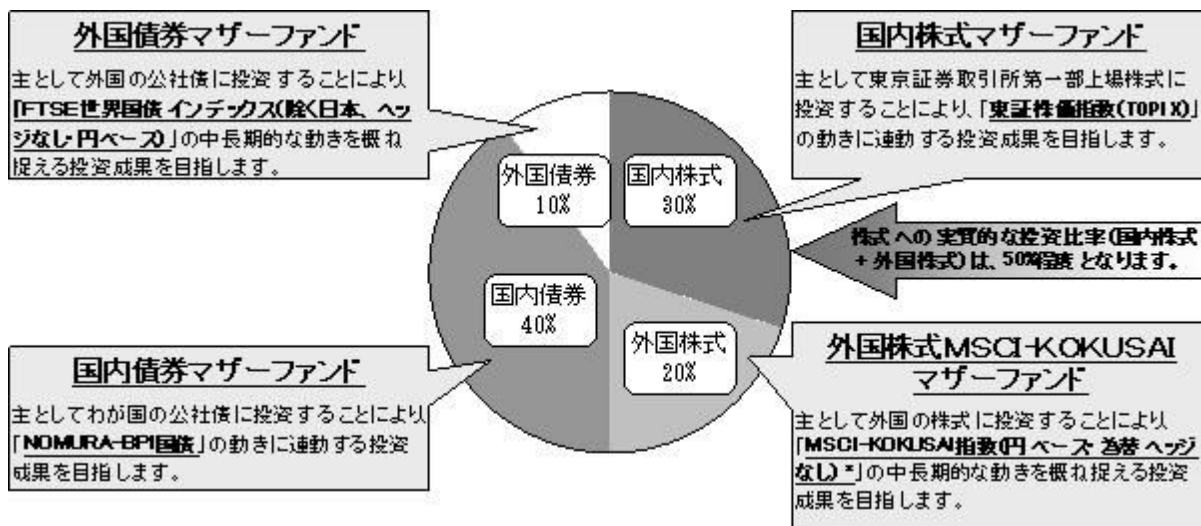 外国債券マザーファンド
主として外国の公社債に投資することにより
「FTSE世界国債インデックス(除く日本、ヘッ
ジなし・円ベース)」の中長期的な動きを概ね
捉える投資成果を目指します。
国内株式マザーファンド
主として東京証券取引所第一部上場株式に
投資することにより、「東証株価指数(TOPIX)」
の動きに連動する投資成果を目指します。
外国債券
10%
国内株式
30%
株式への実質的な投資比率(国内株式
+外国株式)は、50%程度となります。
国内債券
40%
外国株式
20%
国内債券マザーファンド
主としてわが国の公社債に投資することにより
「NOMURA-BPI国債」の動きに連動する投資
成果を目指します。
外国株式MSCI-KOKUSAI
マザーファンド
主として外国の株式に投資することにより
「MSCI-KOKUSAI指数(円ベース・為替ヘッジ
なし)*」の中長期的な動きを概ね捉える投資
成果を目指します。